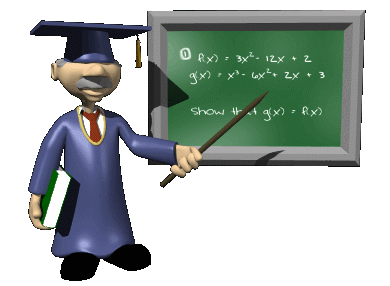 ① f(x) = 3x² - 12x + 2
g(x) = x³ - 6x² + 2x + 3
Show that g(x) = f(x)